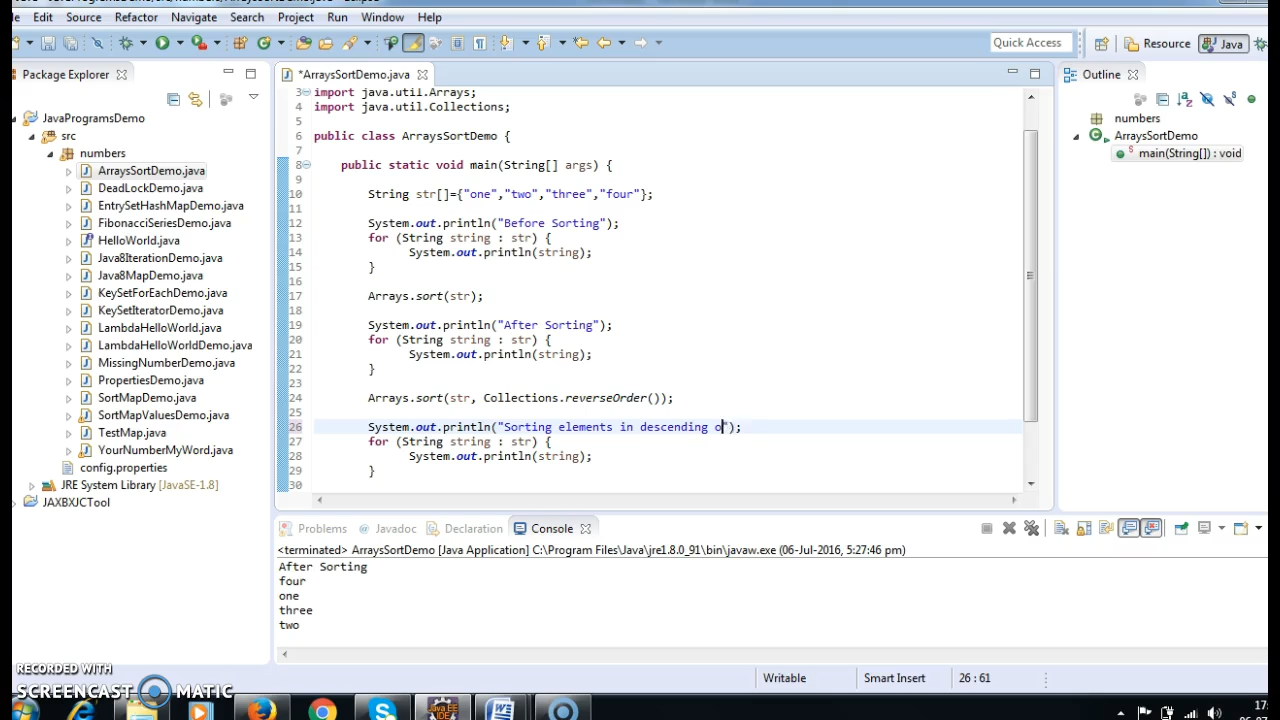 Edit Source Refactor Navigate Search Project Run Window Help
Quick Access Resource Java
Package Explorer
*ArraysSortDemo.java
Outline
JavaProgramsDemo
src
numbers
ArraysSortDemo.java
DeadLockDemo.java
EntrySetHashMapDemo.java
FibonacciSeriesDemo.java
HelloWorld.java
Java8IterationDemo.java
Java8MapDemo.java
KeySetForEachDemo.java
KeySetIteratorDemo.java
LambdaHelloWorld.java
LambdaHelloWorldDemo.java
MissingNumberDemo.java
PropertiesDemo.java
SortMapDemo.java
SortMapValuesDemo.java
TestMap.java
YourNumberMyWord.java
config.properties
JRE System Library [JavaSE-1.8]
JAXBXJCTool
3 import java.util.Arrays;
4 import java.util.Collections;
5
6 public class ArraysSortDemo {
7
8 public static void main(String[] args) {
9
10 String str[]={"one","two","three","four"};
11
12 System.out.println("Before Sorting");
13 for (String string : str) {
14 System.out.println(string);
15 }
16
17 Arrays.sort(str);
18
19 System.out.println("After Sorting");
20 for (String string : str) {
21 System.out.println(string);
22 }
23
24 Arrays.sort(str, Collections.reverseOrder());
25
26 System.out.println("Sorting elements in descending o");
27 for (String string : str) {
28 System.out.println(string);
29 }
30
numbers
ArraysSortDemo
main(String[]) : void
Problems Javadoc Declaration Console
<terminated> ArraysSortDemo [Java Application] C:\Program Files\Java\jre1.8.0_91\bin\javaw.exe (06-Jul-2016, 5:27:46 pm)
After Sorting
four
one
three
two
Writable Smart Insert 26 : 61
RECORDED WITH
SCREENCAST MATIC